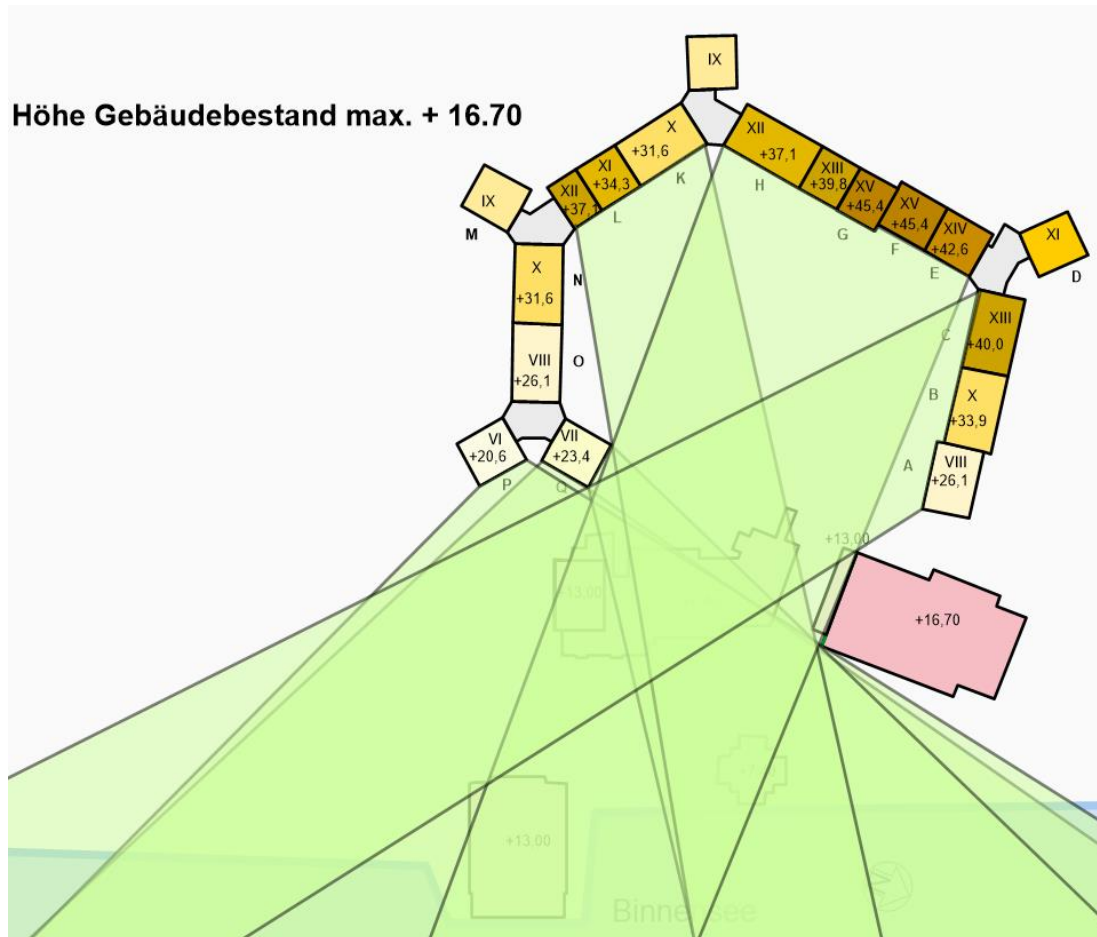 IX
Höhe Gebäudebestand max. + 16.70
X
+31,6
K
XII
+37,1
H
XI
+34,3
L
XIII
+39,8
G
XV
+45,4
XV
+45,4
F
XIV
+42,6
E
XII
+37,1
IX
M
XI
D
X
+31,6
N
XIII
+40,0
C
VIII
+26,1
O
X
+33,9
B
VI
+20,6
P
VII
+23,4
Q
VIII
+26,1
A
+13,00
+13,00
+16,70
+13,00
Binnensee